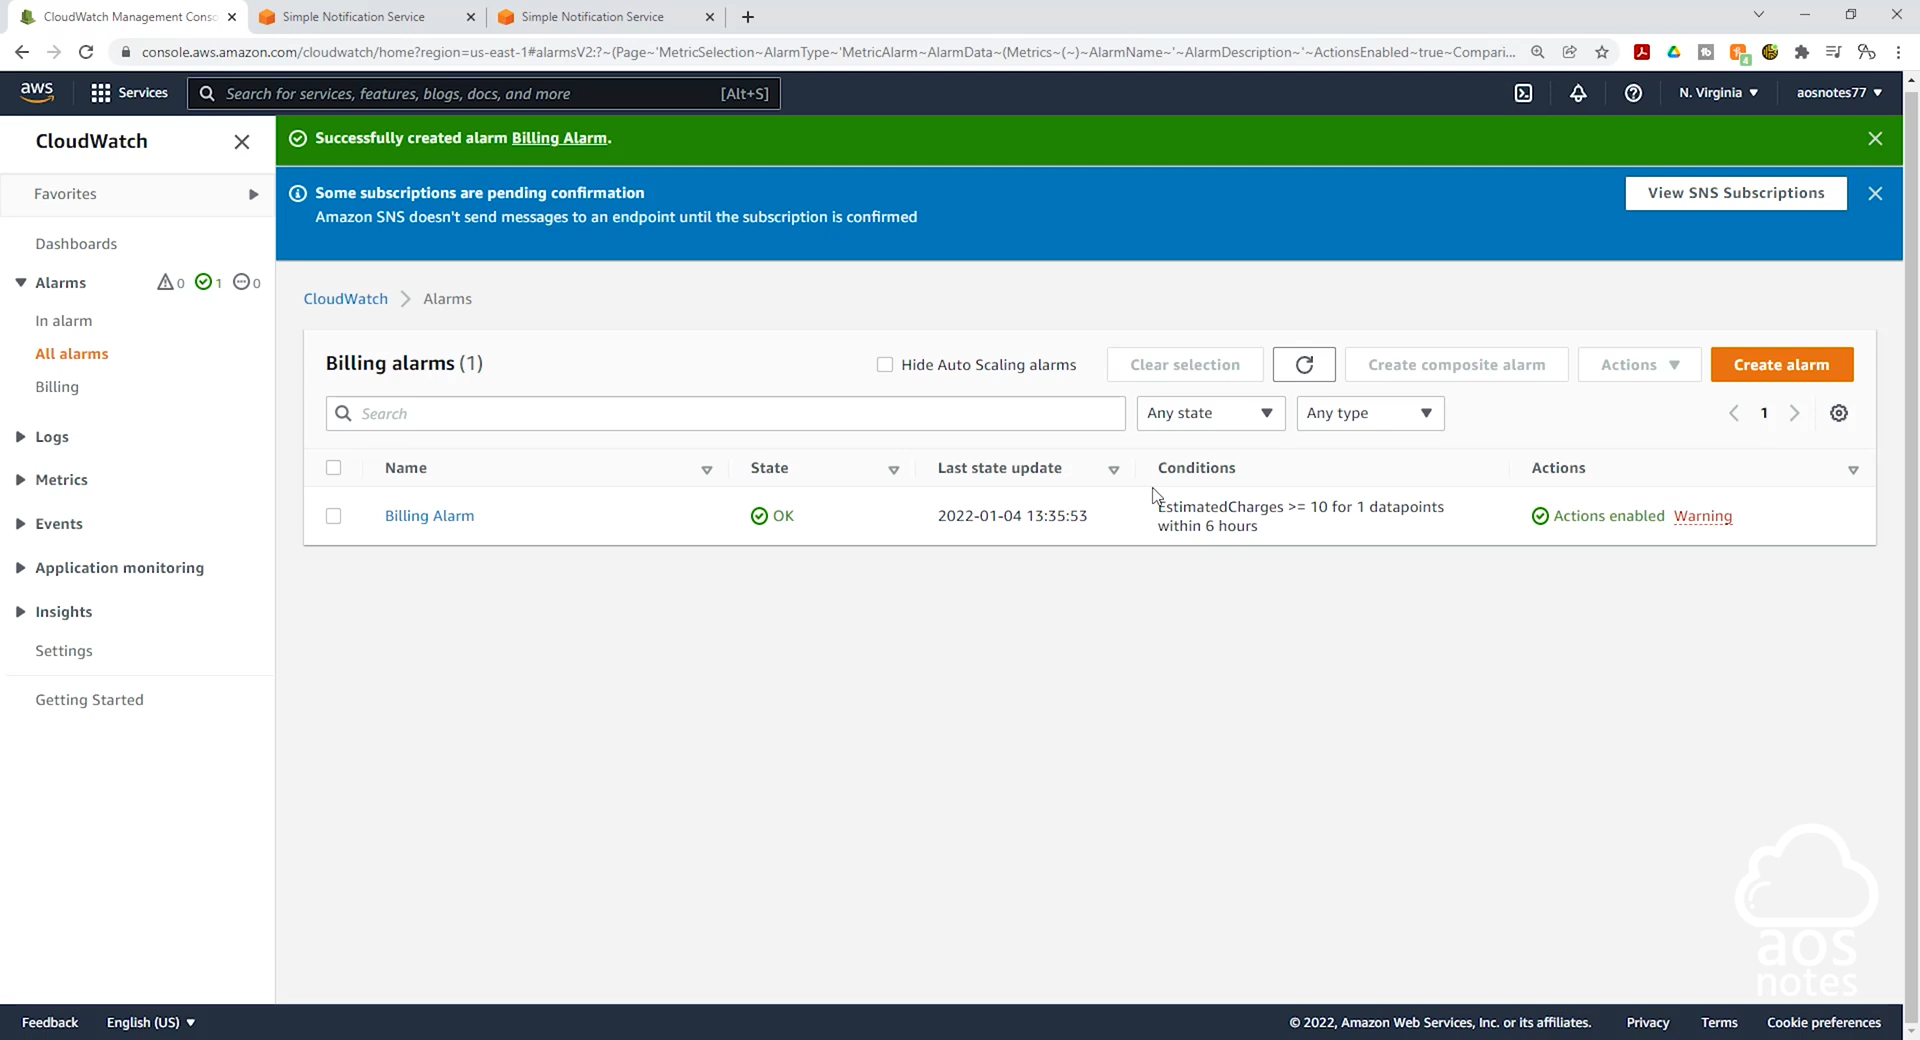 CloudWatch Management Conso
Simple Notification Service
Simple Notification Service
console.aws.amazon.com/cloudwatch/home?region=us-east-1#alarmsV2:?~(Page~'MetricSelection~AlarmType~'MetricAlarm~AlarmData~(Metrics~(~)~AlarmName~'~AlarmDescription~'~ActionsEnabled~true~Compari...
4
aws
Services
Search for services, features, blogs, docs, and more
[Alt+S]
N. Virginia
aosnotes77
CloudWatch
Favorites
Dashboards
Alarms
0
1
0
In alarm
All alarms
Billing
Logs
Metrics
Events
Application monitoring
Insights
Settings
Getting Started
Successfully created alarm Billing Alarm.
Some subscriptions are pending confirmation
Amazon SNS doesn't send messages to an endpoint until the subscription is confirmed
View SNS Subscriptions
CloudWatch
Alarms
Billing alarms (1)
Hide Auto Scaling alarms
Clear selection
Create composite alarm
Actions
Create alarm
Search
Any state
Any type
1
Name
State
Last state update
Conditions
Actions
Billing Alarm
OK
2022-01-04 13:35:53
EstimatedCharges >= 10 for 1 datapoints
within 6 hours
Actions enabled
Warning
aos
notes
Feedback
English (US)
© 2022, Amazon Web Services, Inc. or its affiliates.
Privacy
Terms
Cookie preferences